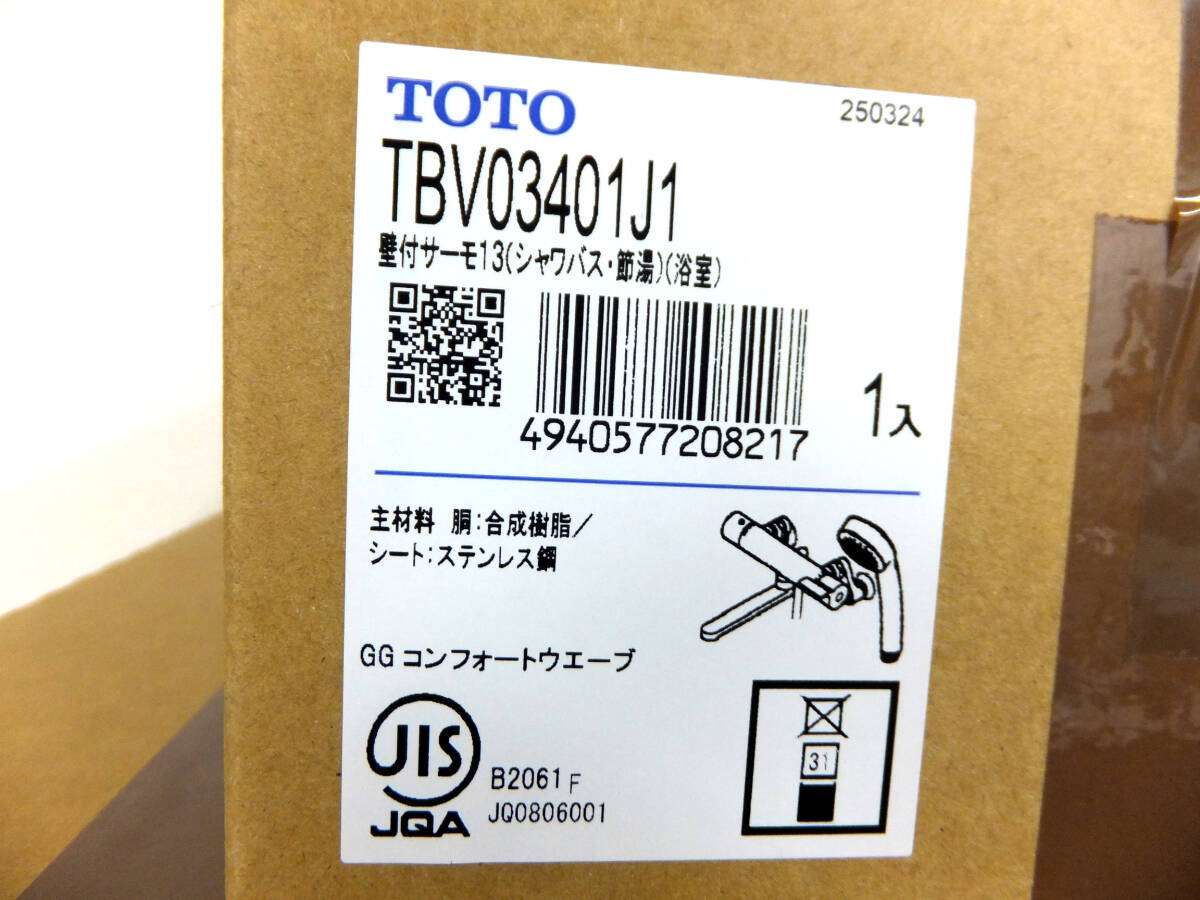 TOTO
250324
TBV03401J1
壁付サーモ13(シャワバス・節湯)(浴室)
4940577208217
1入
主材料 胴:合成樹脂/
シート:ステンレス鋼
GG コンフォートウエーブ
JIS
B2061 F
JQA
JQ0806001
31